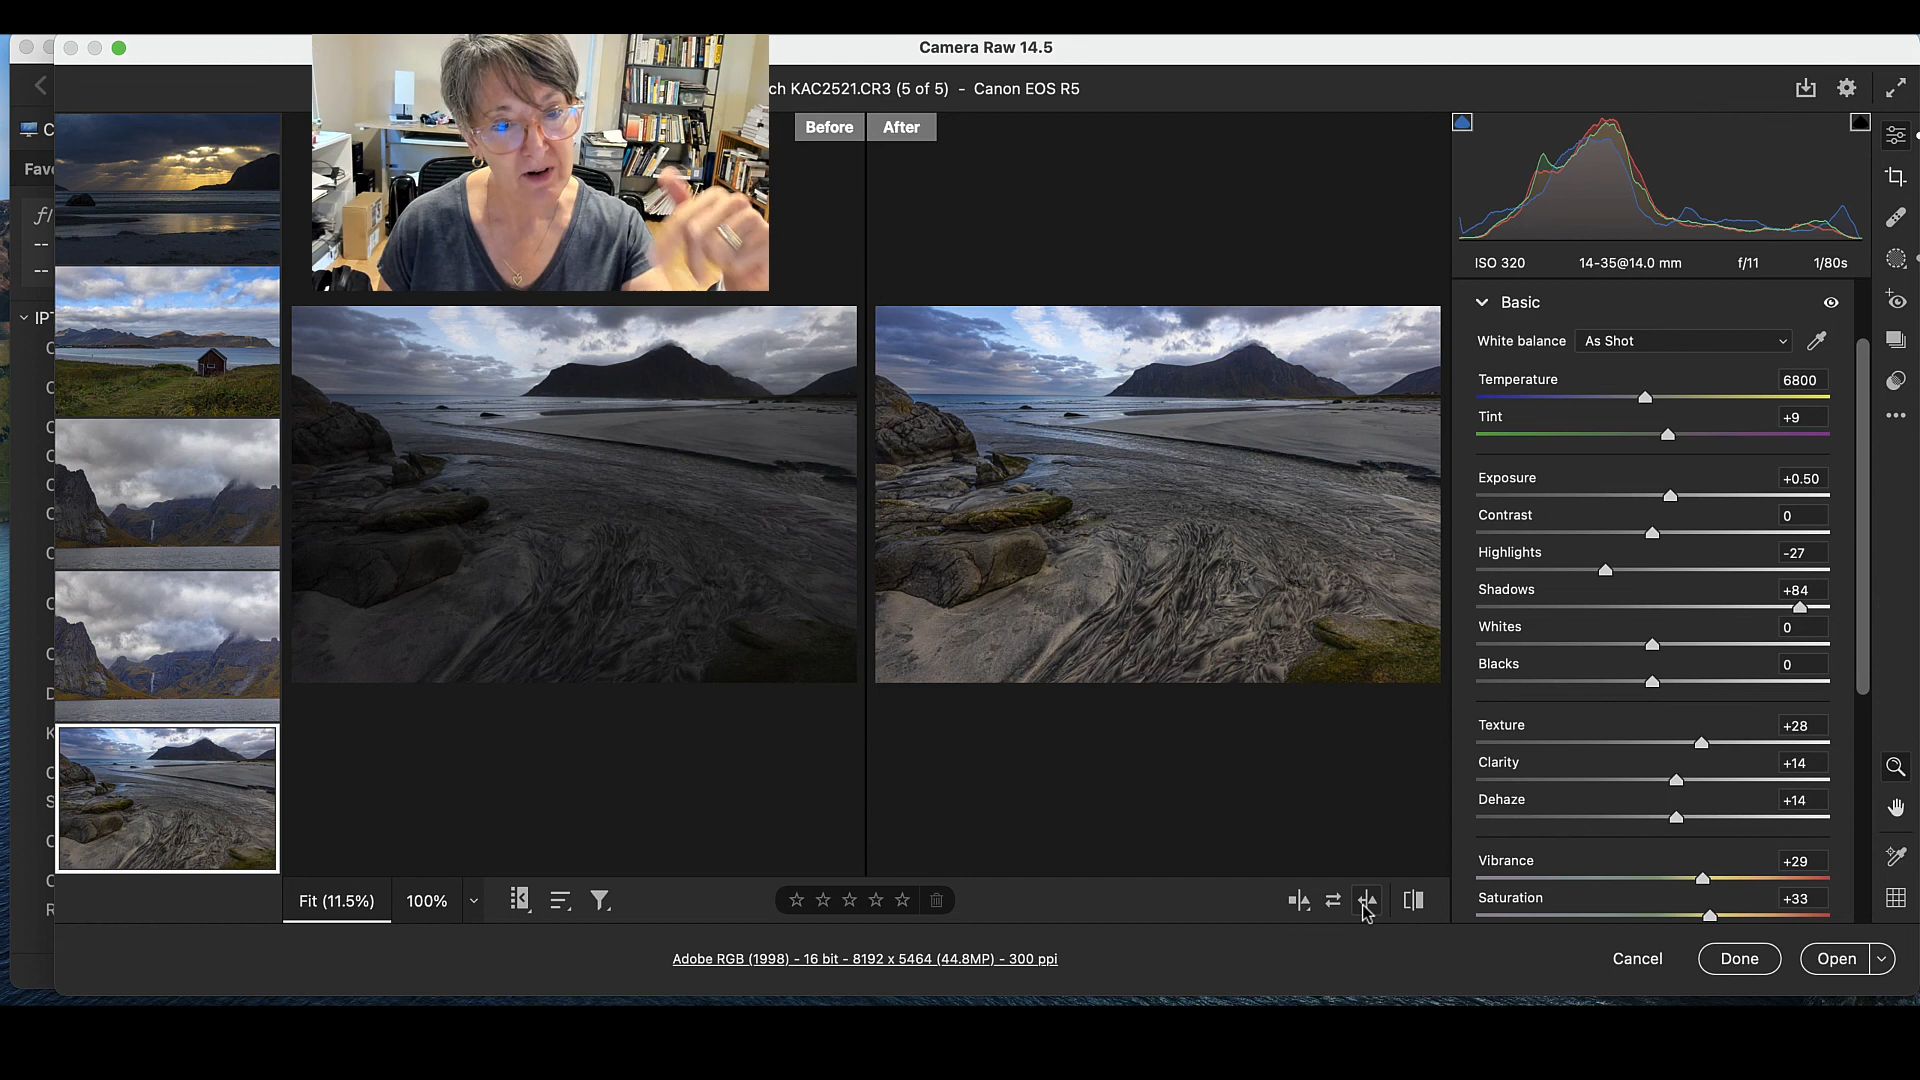 Camera Raw 14.5
ch KAC2521.CR3 (5 of 5) - Canon EOS R5
Before
After
C
Favo
f/
--
--
IPT
ISO 320 14-35@14.0 mm f/11 1/80s
Basic
White balance As Shot
Temperature 6800
Tint +9
Exposure +0.50
Contrast 0
Highlights -27
Shadows +84
Whites 0
Blacks 0
Texture +28
Clarity +14
Dehaze +14
Vibrance +29
Saturation +33
Fit (11.5%) 100%
Adobe RGB (1998) - 16 bit - 8192 x 5464 (44.8MP) - 300 ppi
Cancel Done Open